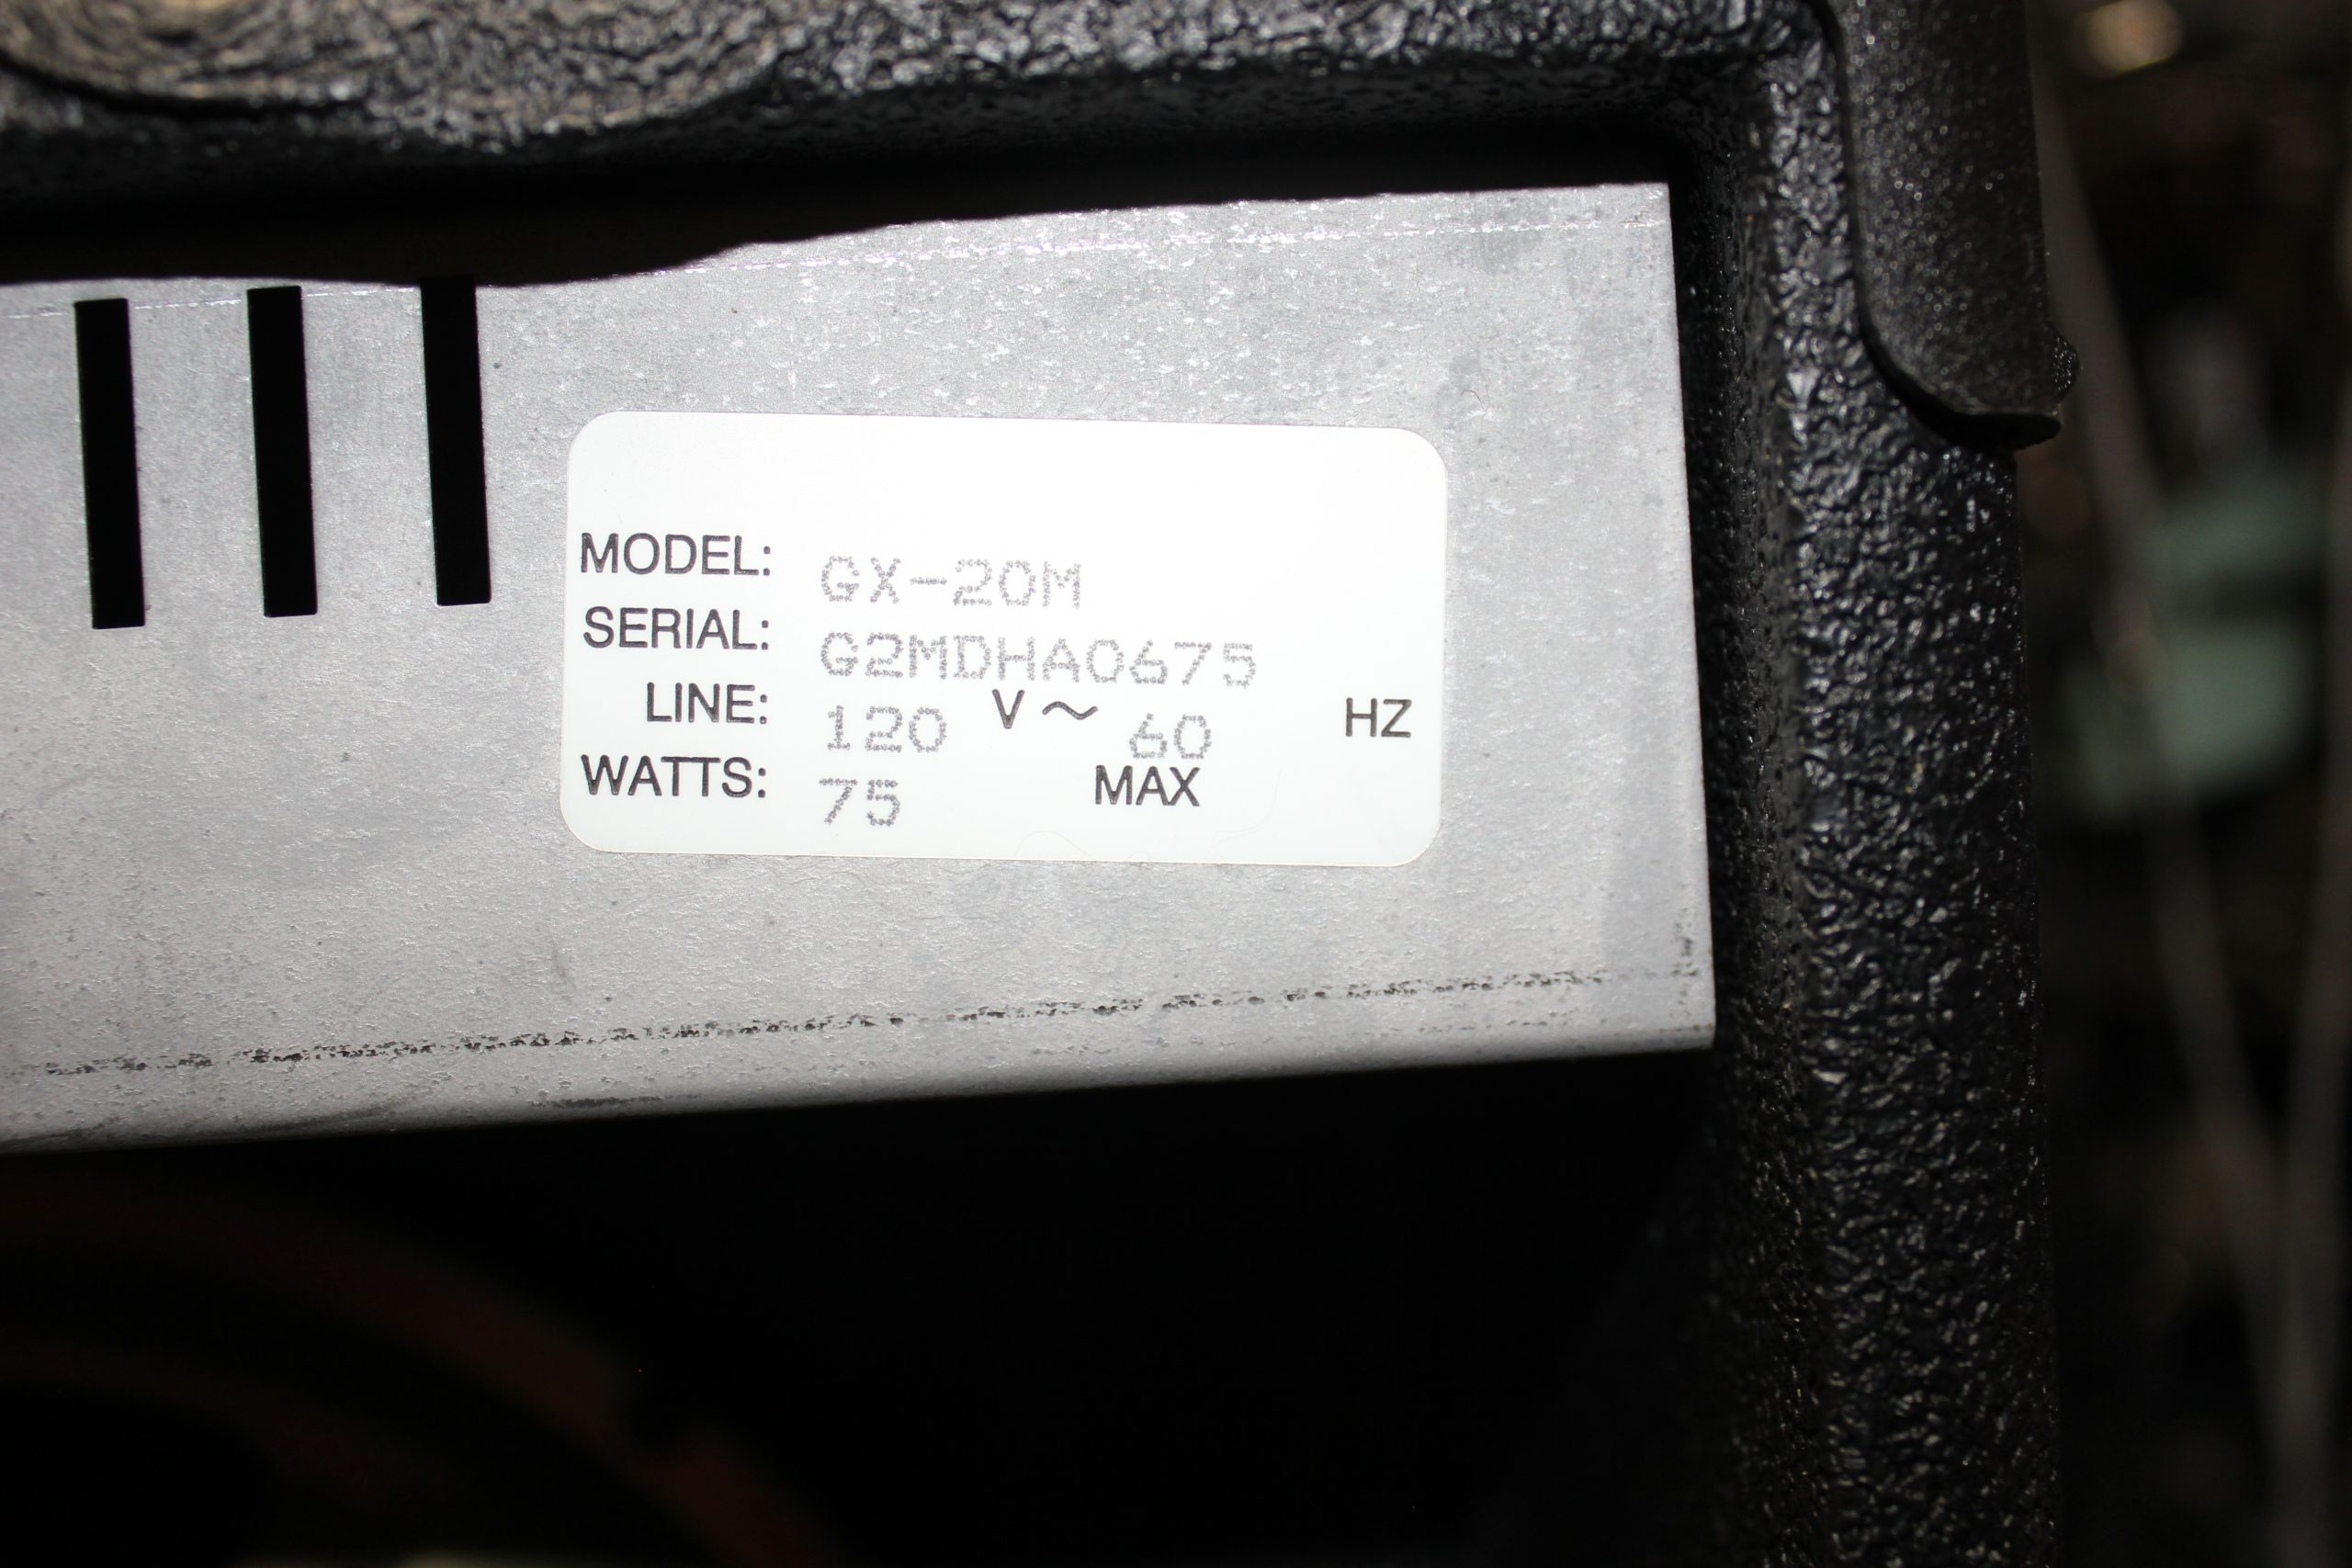 MODEL: GX-20M
SERIAL: G2MDHA0675
LINE: 120 V ~ 60 HZ
WATTS: 75 MAX